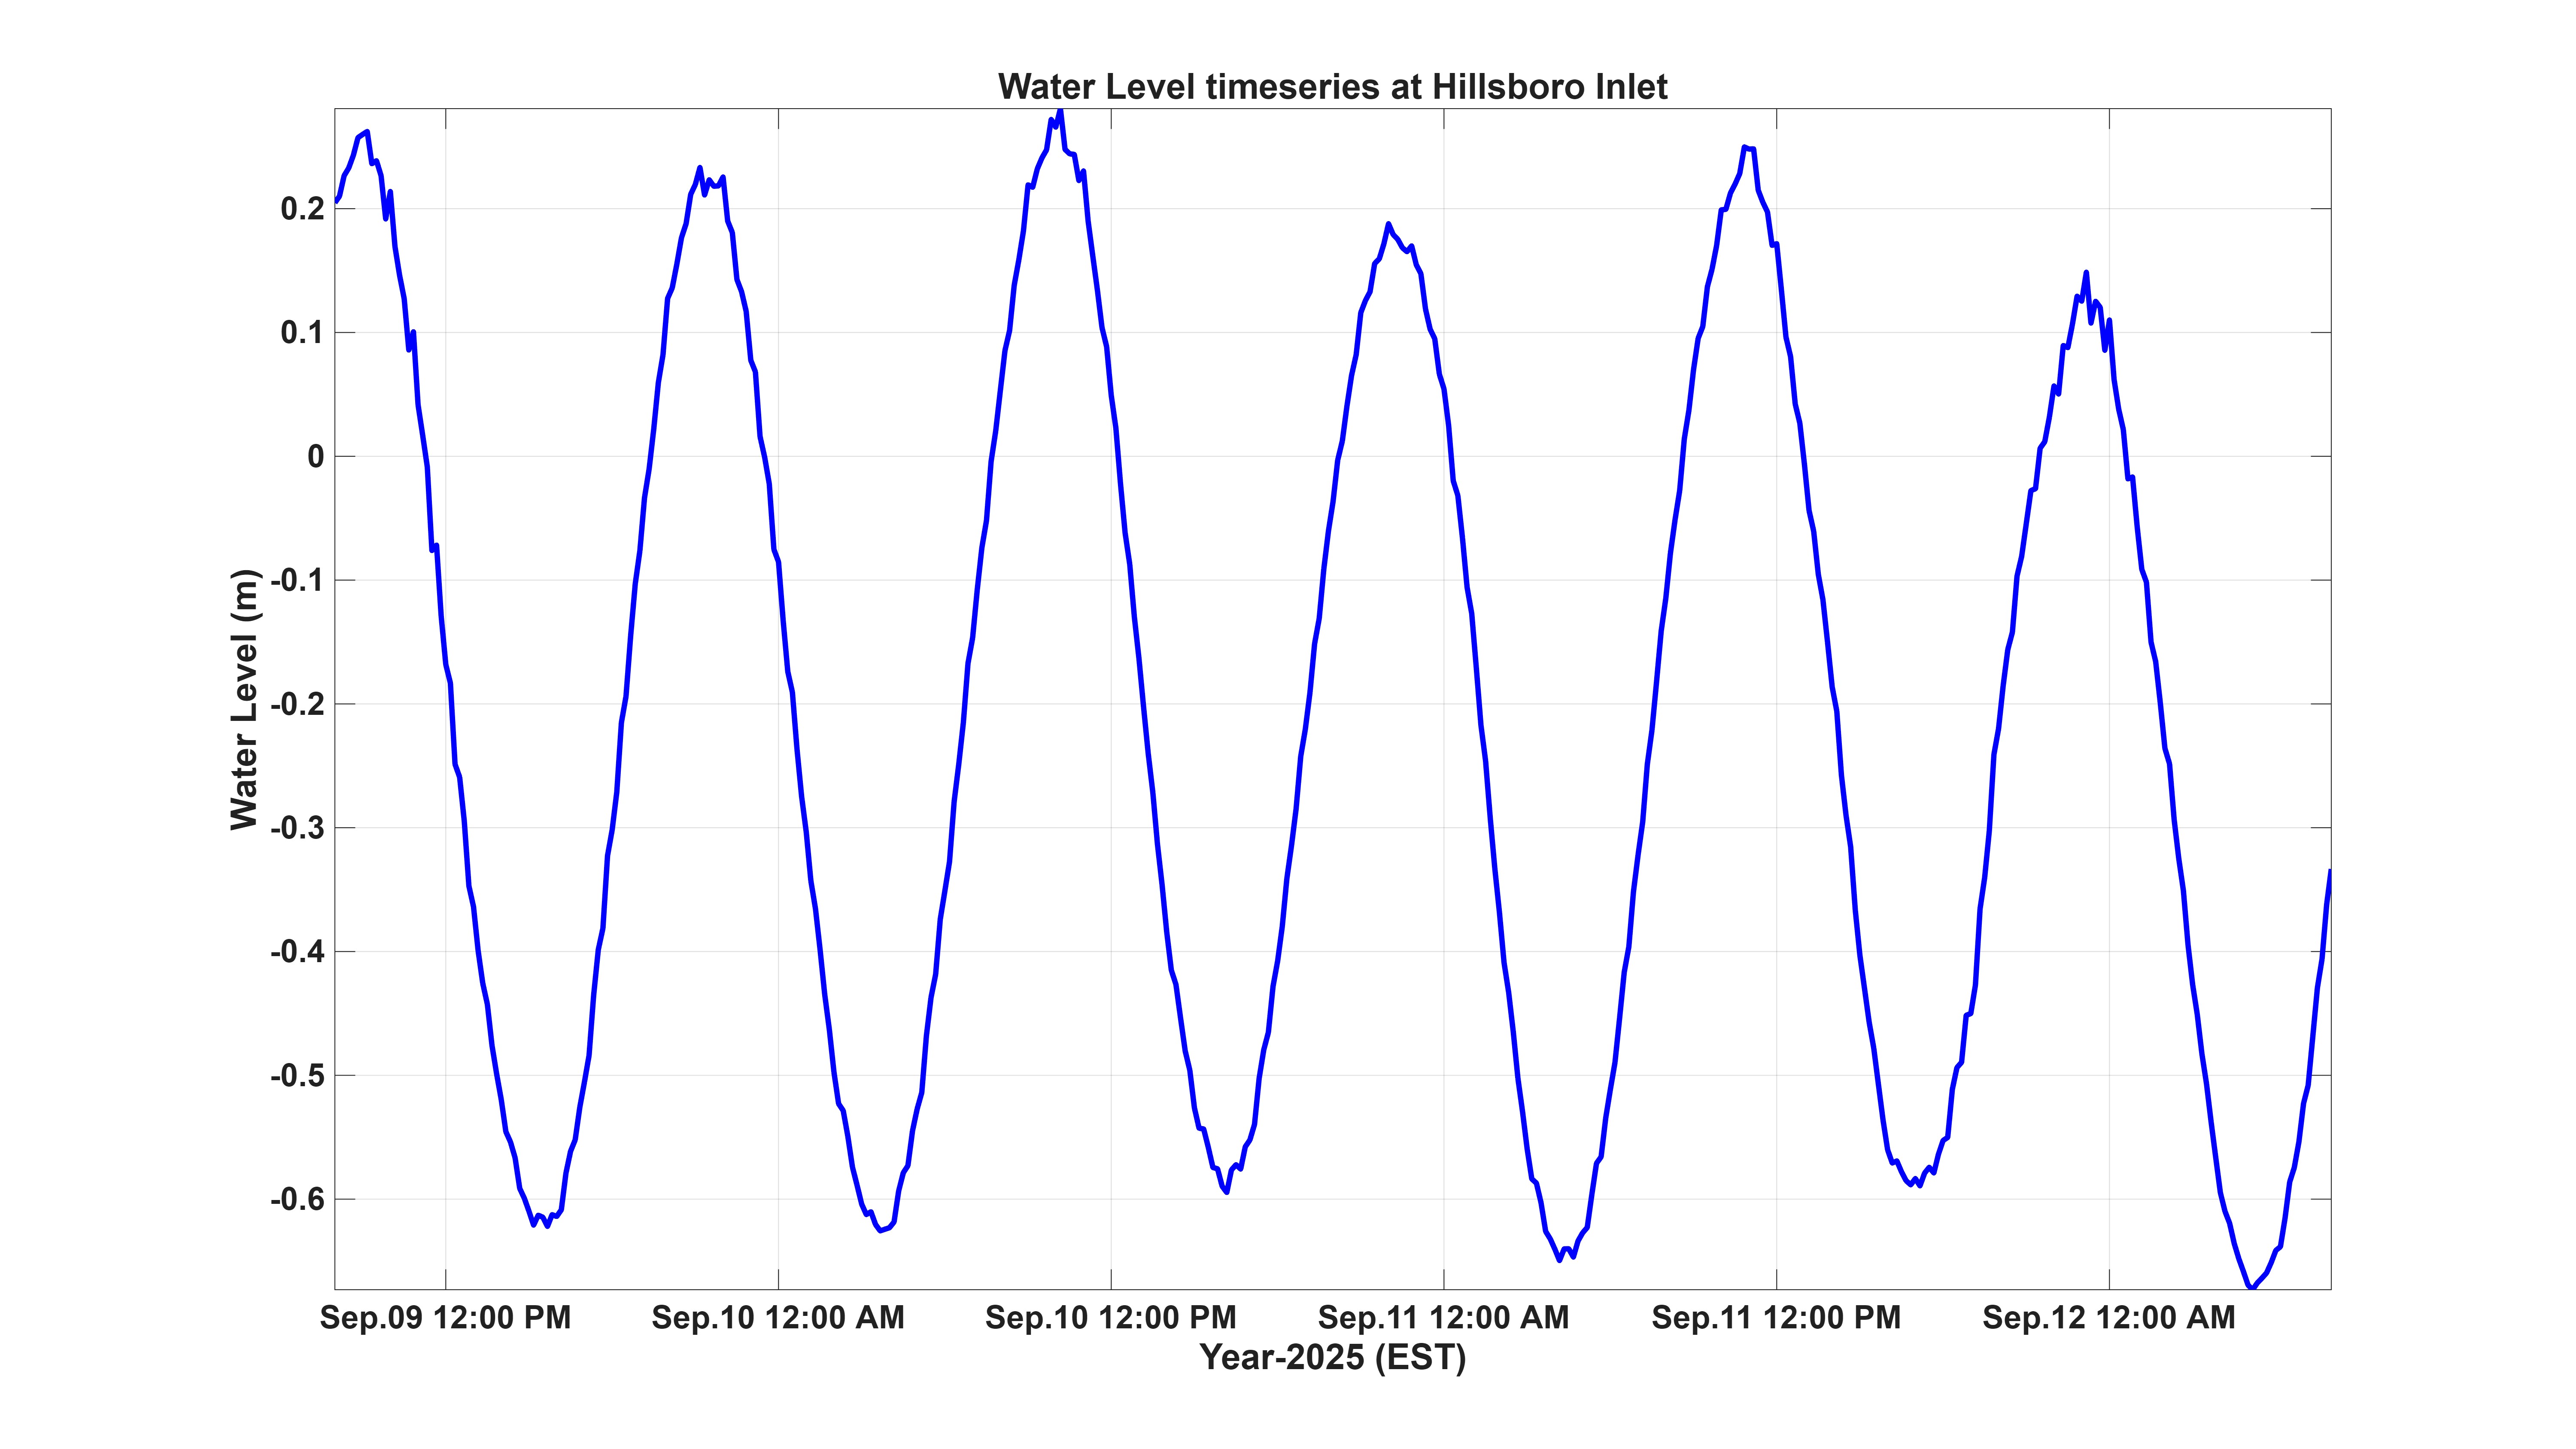 Water Level timeseries at Hillsboro Inlet
Water Level (m)
0.2
0.1
0
-0.1
-0.2
-0.3
-0.4
-0.5
-0.6
Sep.09 12:00 PM
Sep.10 12:00 AM
Sep.10 12:00 PM
Sep.11 12:00 AM
Sep.11 12:00 PM
Sep.12 12:00 AM
Year-2025 (EST)